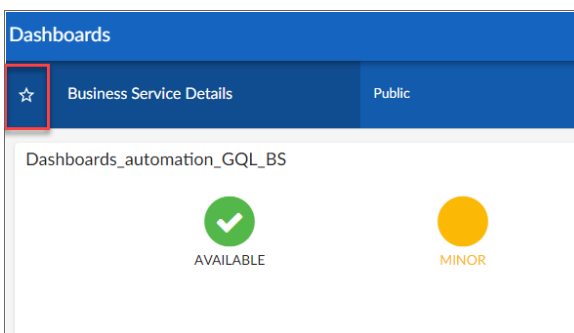 Dashboards
Business Service Details
Public
Dashboards_automation_GQL_BS
AVAILABLE
MINOR